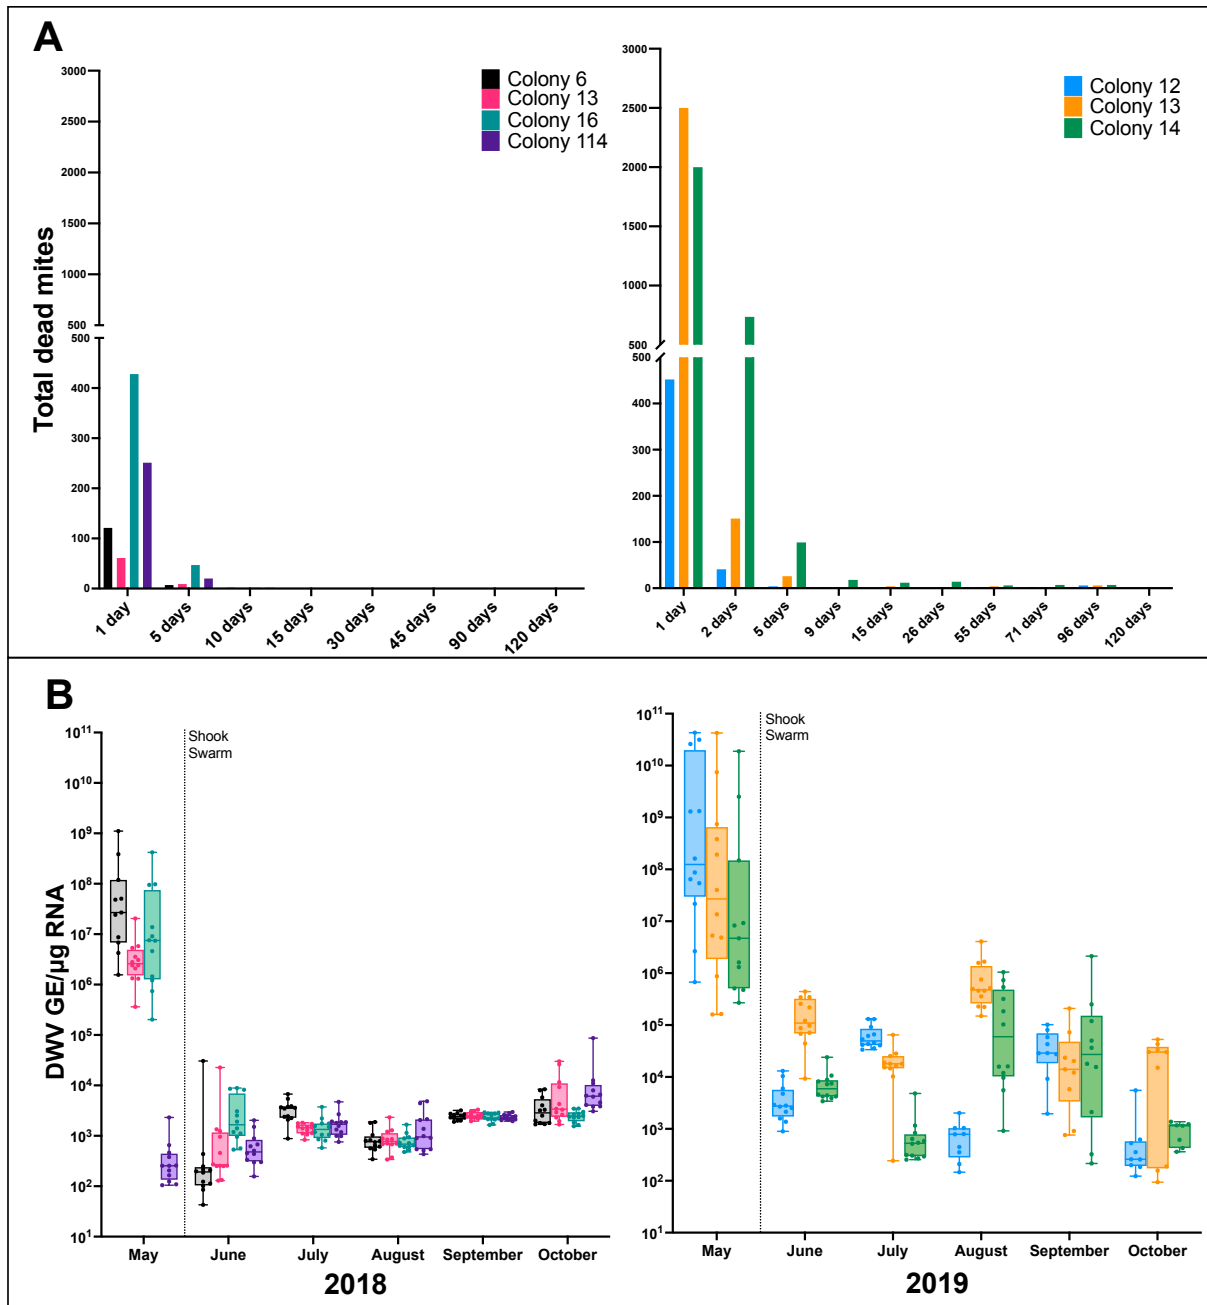 A
Total dead mites
3000
2500
2000
1500
1000
500
500
400
300
200
100
0
Colony 6
Colony 13
Colony 16
Colony 114
1 day
5 days
10 days
15 days
30 days
45 days
90 days
120 days
3000
2500
2000
1500
1000
500
500
400
300
200
100
0
Colony 12
Colony 13
Colony 14
1 day
2 days
5 days
9 days
15 days
26 days
55 days
71 days
96 days
120 days
B
DWV GE/µg RNA
10¹¹
10¹⁰
10⁹
10⁸
10⁷
10⁶
10⁵
10⁴
10³
10²
10¹
Shook
Swarm
May
June
July
August
September
October
2018
10¹¹
10¹⁰
10⁹
10⁸
10⁷
10⁶
10⁵
10⁴
10³
10²
10¹
Shook
Swarm
May
June
July
August
September
October
2019